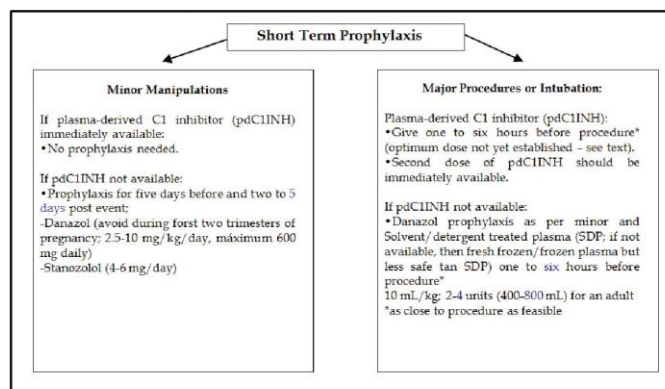 Short Term Prophylaxis
Minor Manipulations
If plasma-derived C1 inhibitor (pdC1INH)
immediately available:
•No prophylaxis needed.
If pdC1INH not available:
•Prophylaxis for five days before and two to 5
days post event;
-Danazol (avoid during forst two trimesters of
pregnancy; 2.5-10 mg/kg/day, máximum 600
mg daily)
-Stanozolol (4-6 mg/day)
Major Procedures or Intubation:
Plasma-derived C1 inhibitor (pdC1INH):
•Give one to six hours before procedure*
(optimum dose not yet established – see text).
•Second dose of pdC1INH should be
immediately available.
If pdC1INH not available:
•Danazol prophylaxis as per minor and
Solvent/detergent treated plasma (SDP; if not
available, then fresh frozen/frozen plasma but
less safe tan SDP) one to six hours before
procedure*
10 mL/kg; 2-4 units (400-800 mL) for an adult
*as close to procedure as feasible